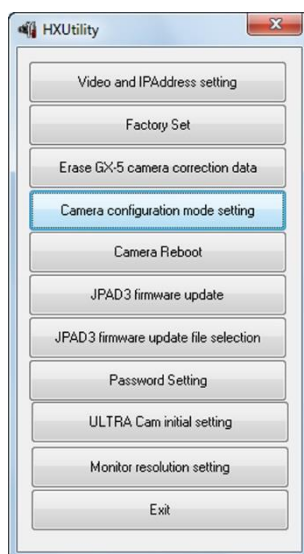 HXUtility
Video and IPAddress setting
Factory Set
Erase GX-5 camera correction data
Camera configuration mode setting
Camera Reboot
JPAD3 firmware update
JPAD3 firmware update file selection
Password Setting
ULTRA Cam initial setting
Monitor resolution setting
Exit